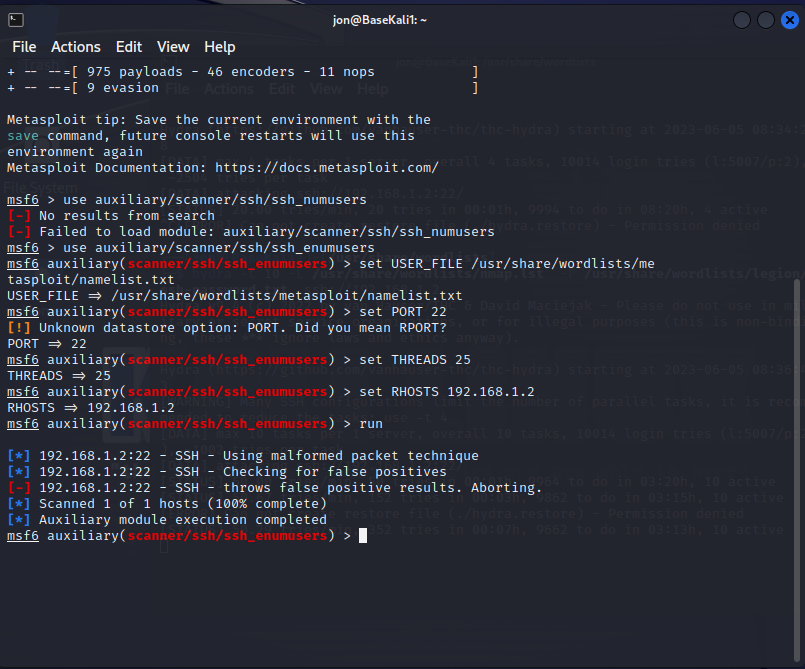 jon@BaseKali1: ~
File Actions Edit View Help
+ -- --=[ 975 payloads - 46 encoders - 11 nops ]
+ -- --=[ 9 evasion ]
Metasploit tip: Save the current environment with the
save command, future console restarts will use this
environment again
Metasploit Documentation: https://docs.metasploit.com/
msf6 > use auxiliary/scanner/ssh/ssh_numusers
[-] No results from search
[-] Failed to load module: auxiliary/scanner/ssh/ssh_numusers
msf6 > use auxiliary/scanner/ssh/ssh_enumusers
msf6 auxiliary(scanner/ssh/ssh_enumusers) > set USER_FILE /usr/share/wordlists/me
tasploit/namelist.txt
USER_FILE => /usr/share/wordlists/metasploit/namelist.txt
msf6 auxiliary(scanner/ssh/ssh_enumusers) > set PORT 22
[!] Unknown datastore option: PORT. Did you mean RPORT?
PORT => 22
msf6 auxiliary(scanner/ssh/ssh_enumusers) > set THREADS 25
THREADS => 25
msf6 auxiliary(scanner/ssh/ssh_enumusers) > set RHOSTS 192.168.1.2
RHOSTS => 192.168.1.2
msf6 auxiliary(scanner/ssh/ssh_enumusers) > run
[*] 192.168.1.2:22 - SSH - Using malformed packet technique
[*] 192.168.1.2:22 - SSH - Checking for false positives
[-] 192.168.1.2:22 - SSH - throws false positive results. Aborting.
[*] Scanned 1 of 1 hosts (100% complete)
[*] Auxiliary module execution completed
msf6 auxiliary(scanner/ssh/ssh_enumusers) >